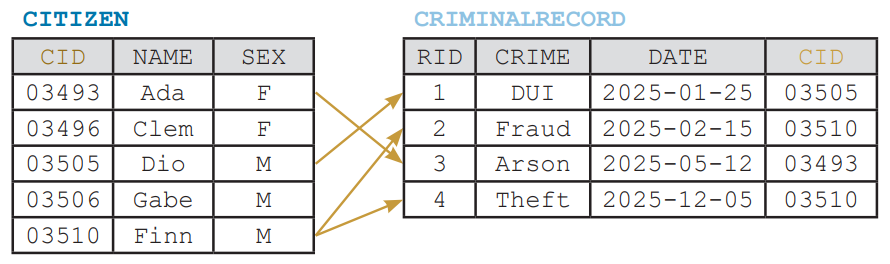 CITIZEN CRIMINALRECORD
CID NAME SEX RID CRIME DATE CID
03493 Ada F 1 DUI 2025-01-25 03505
03496 Clem F 2 Fraud 2025-02-15 03510
03505 Dio M 3 Arson 2025-05-12 03493
03506 Gabe M 4 Theft 2025-12-05 03510
03510 Finn M